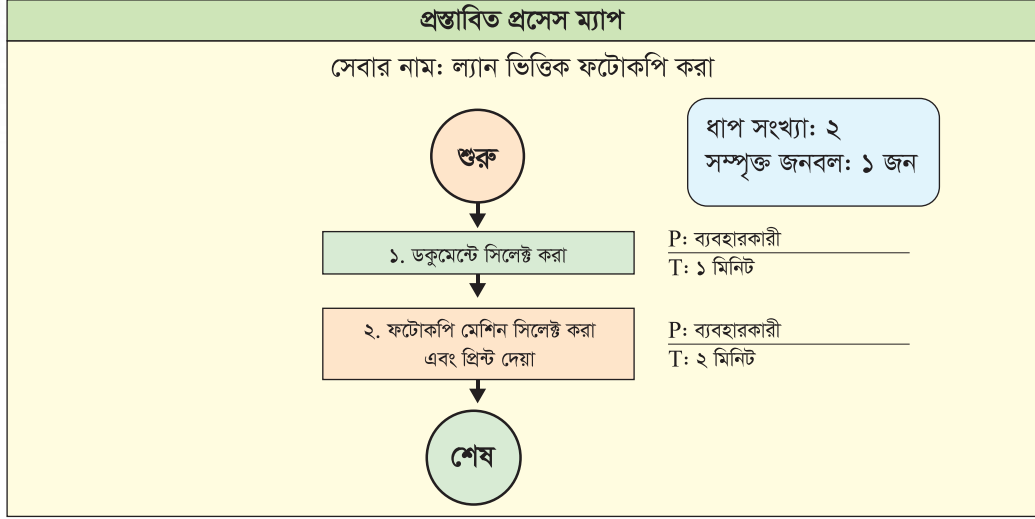 প্রস্তাবিত প্রসেস ম্যাপ
সেবার নাম: ল্যান ভিত্তিক ফটোকপি করা
শুরু
ধাপ সংখ্যা: ২
সম্পৃক্ত জনবল: ১ জন
১. ডকুমেন্টে সিলেক্ট করা
P: ব্যবহারকারী
T: ১ মিনিট
২. ফটোকপি মেশিন সিলেক্ট করা
এবং প্রিন্ট দেয়া
P: ব্যবহারকারী
T: ২ মিনিট
শেষ